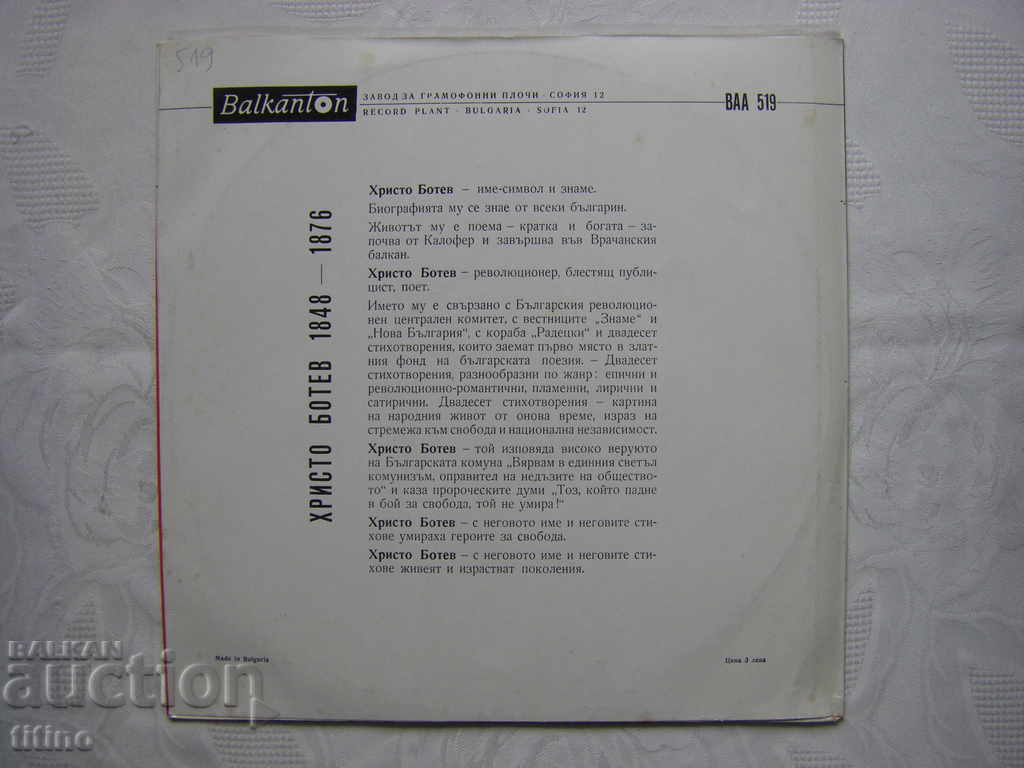 519
Balkanton
ЗАВОД ЗА ГРАМОФОННИ ПЛОЧИ · СОФИЯ 12
RECORD PLANT · BULGARIA · SOFIA 12
ВАА 519
ХРИСТО БОТЕВ 1848 — 1876
Христо Ботев – име-символ и знаме.
Биографията му се знае от всеки българин.
Животът му е поема – кратка и богата – за-
почва от Калофер и завършва във Врачанския
балкан.
Христо Ботев – революционер, блестящ публи-
цист, поет.
Името му е свързано с Българския революцио-
нен централен комитет, с вестниците „Знаме“ и
„Нова България“, с кораба „Радецки“ и двадесет
стихотворения, които заемат първо място в злат-
ния фонд на българската поезия. – Двадесет
стихотворения, разнообразни по жанр: епични и
революционно-романтични, пламенни, лирични и
сатирични. Двадесет стихотворения – картина
на народния живот от онова време, израз на
стремежа към свобода и национална независимост.
Христо Ботев – той изповяда високо веруюто
на Българската комуна „Вярвам в единния светъл
комунизъм, оправител на недъзите на общество-
то“ и каза пророческите думи „Тоз, който падне
в бой за свобода, той не умира!“
Христо Ботев – с неговото име и неговите сти-
хове умираха героите за свобода.
Христо Ботев – с неговото име и неговите сти-
хове живеят и израстват поколения.
Made in Bulgaria
Цена 3 лева
BALKAN
auction
titino